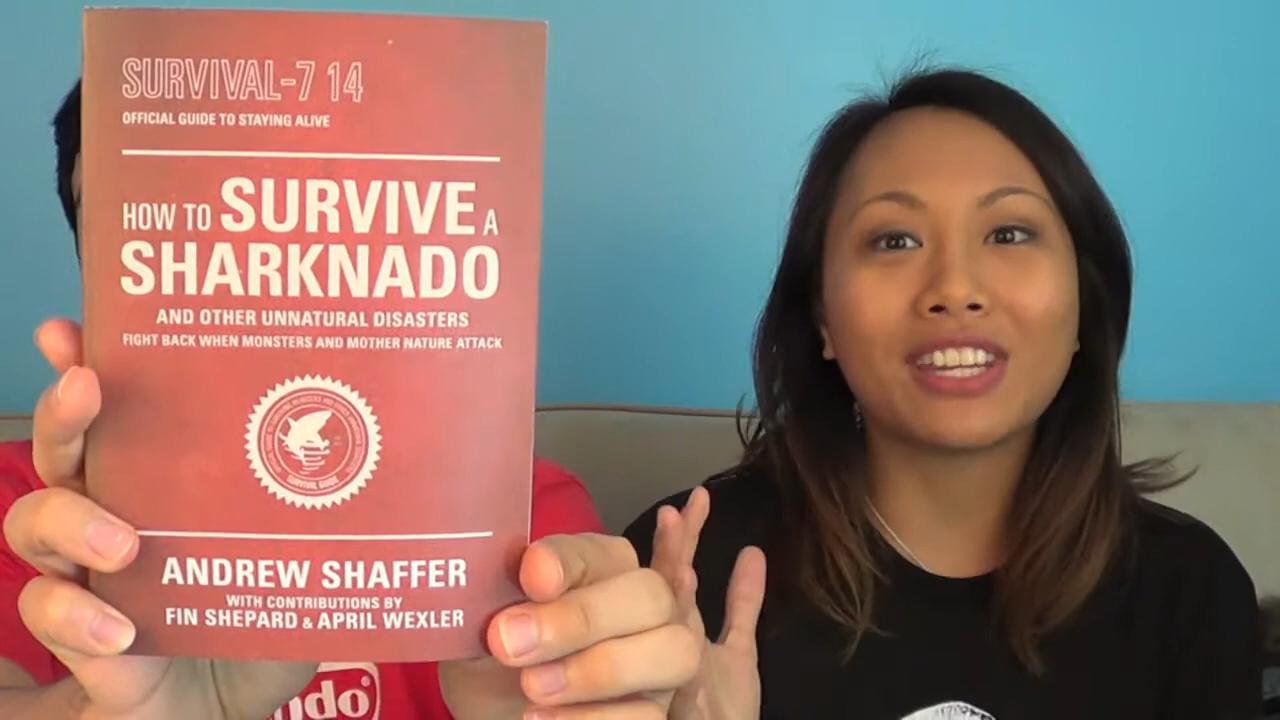 SURVIVAL-7 14
OFFICIAL GUIDE TO STAYING ALIVE
HOW TO SURVIVE A
SHARKNADO
AND OTHER UNNATURAL DISASTERS
FIGHT BACK WHEN MONSTERS AND MOTHER NATURE ATTACK
SURVIVAL GUIDE
ANDREW SHAFFER
WITH CONTRIBUTIONS BY
FIN SHEPARD & APRIL WEXLER
ndo®